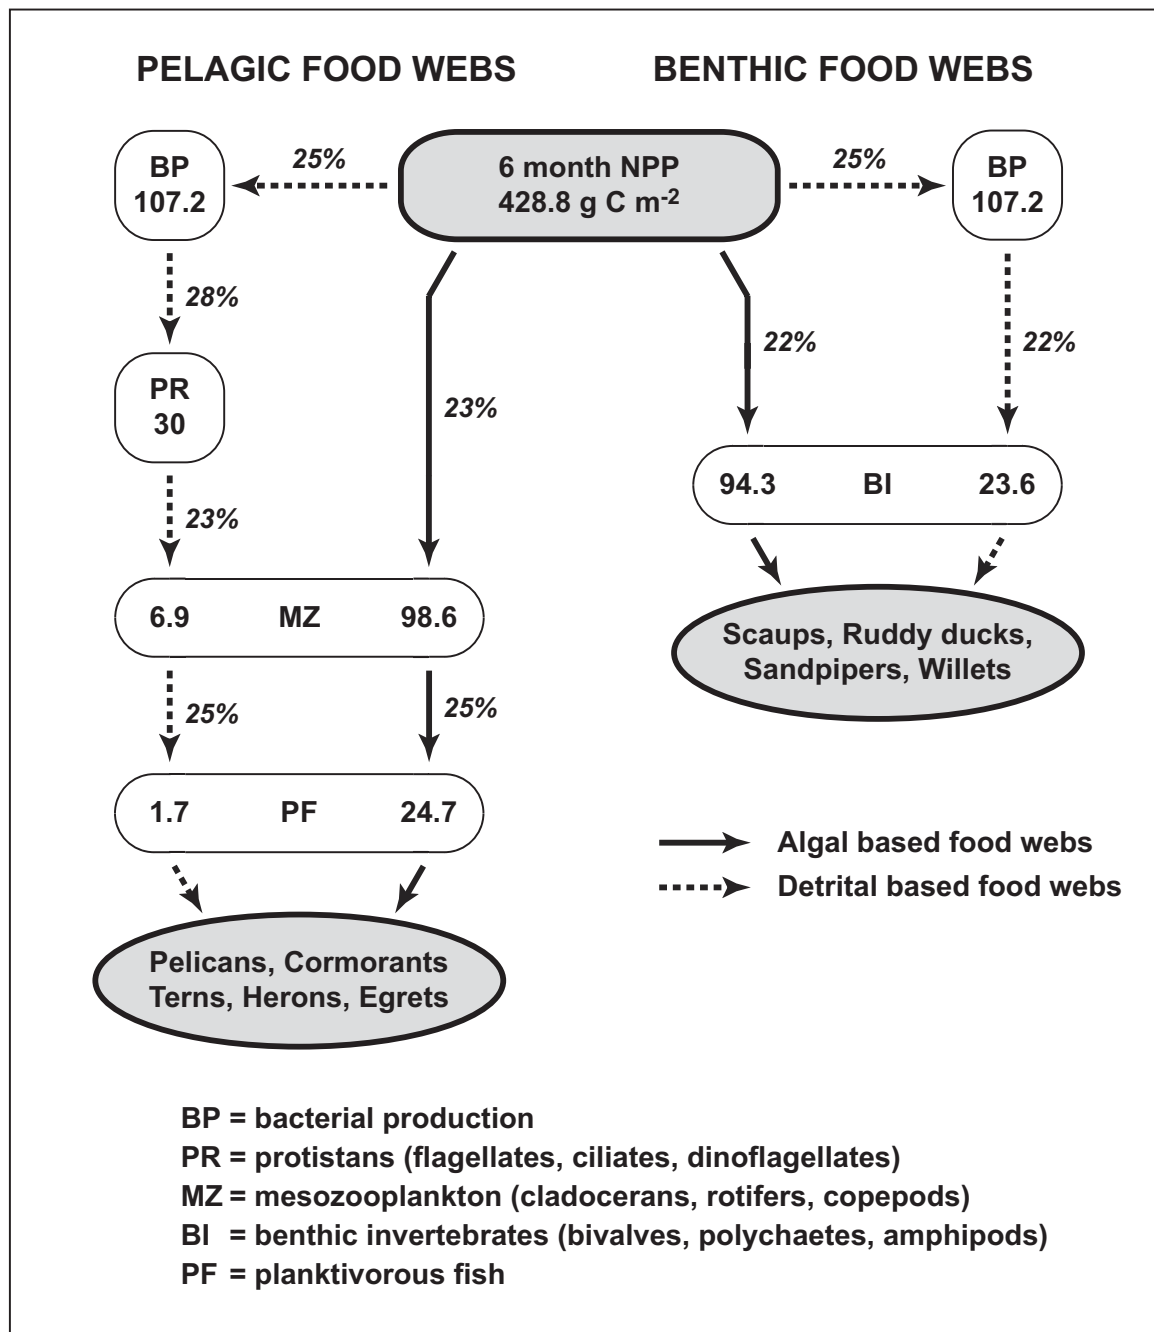 PELAGIC FOOD WEBS
BENTHIC FOOD WEBS
BP
107.2
25%
6 month NPP
428.8 g C m-2
25%
BP
107.2
28%
22%
22%
PR
30
23%
94.3 BI 23.6
23%
6.9 MZ 98.6
Scaups, Ruddy ducks,
Sandpipers, Willets
25%
25%
1.7 PF 24.7
Algal based food webs
Detrital based food webs
Pelicans, Cormorants
Terns, Herons, Egrets
BP = bacterial production
PR = protistans (flagellates, ciliates, dinoflagellates)
MZ = mesozooplankton (cladocerans, rotifers, copepods)
BI = benthic invertebrates (bivalves, polychaetes, amphipods)
PF = planktivorous fish